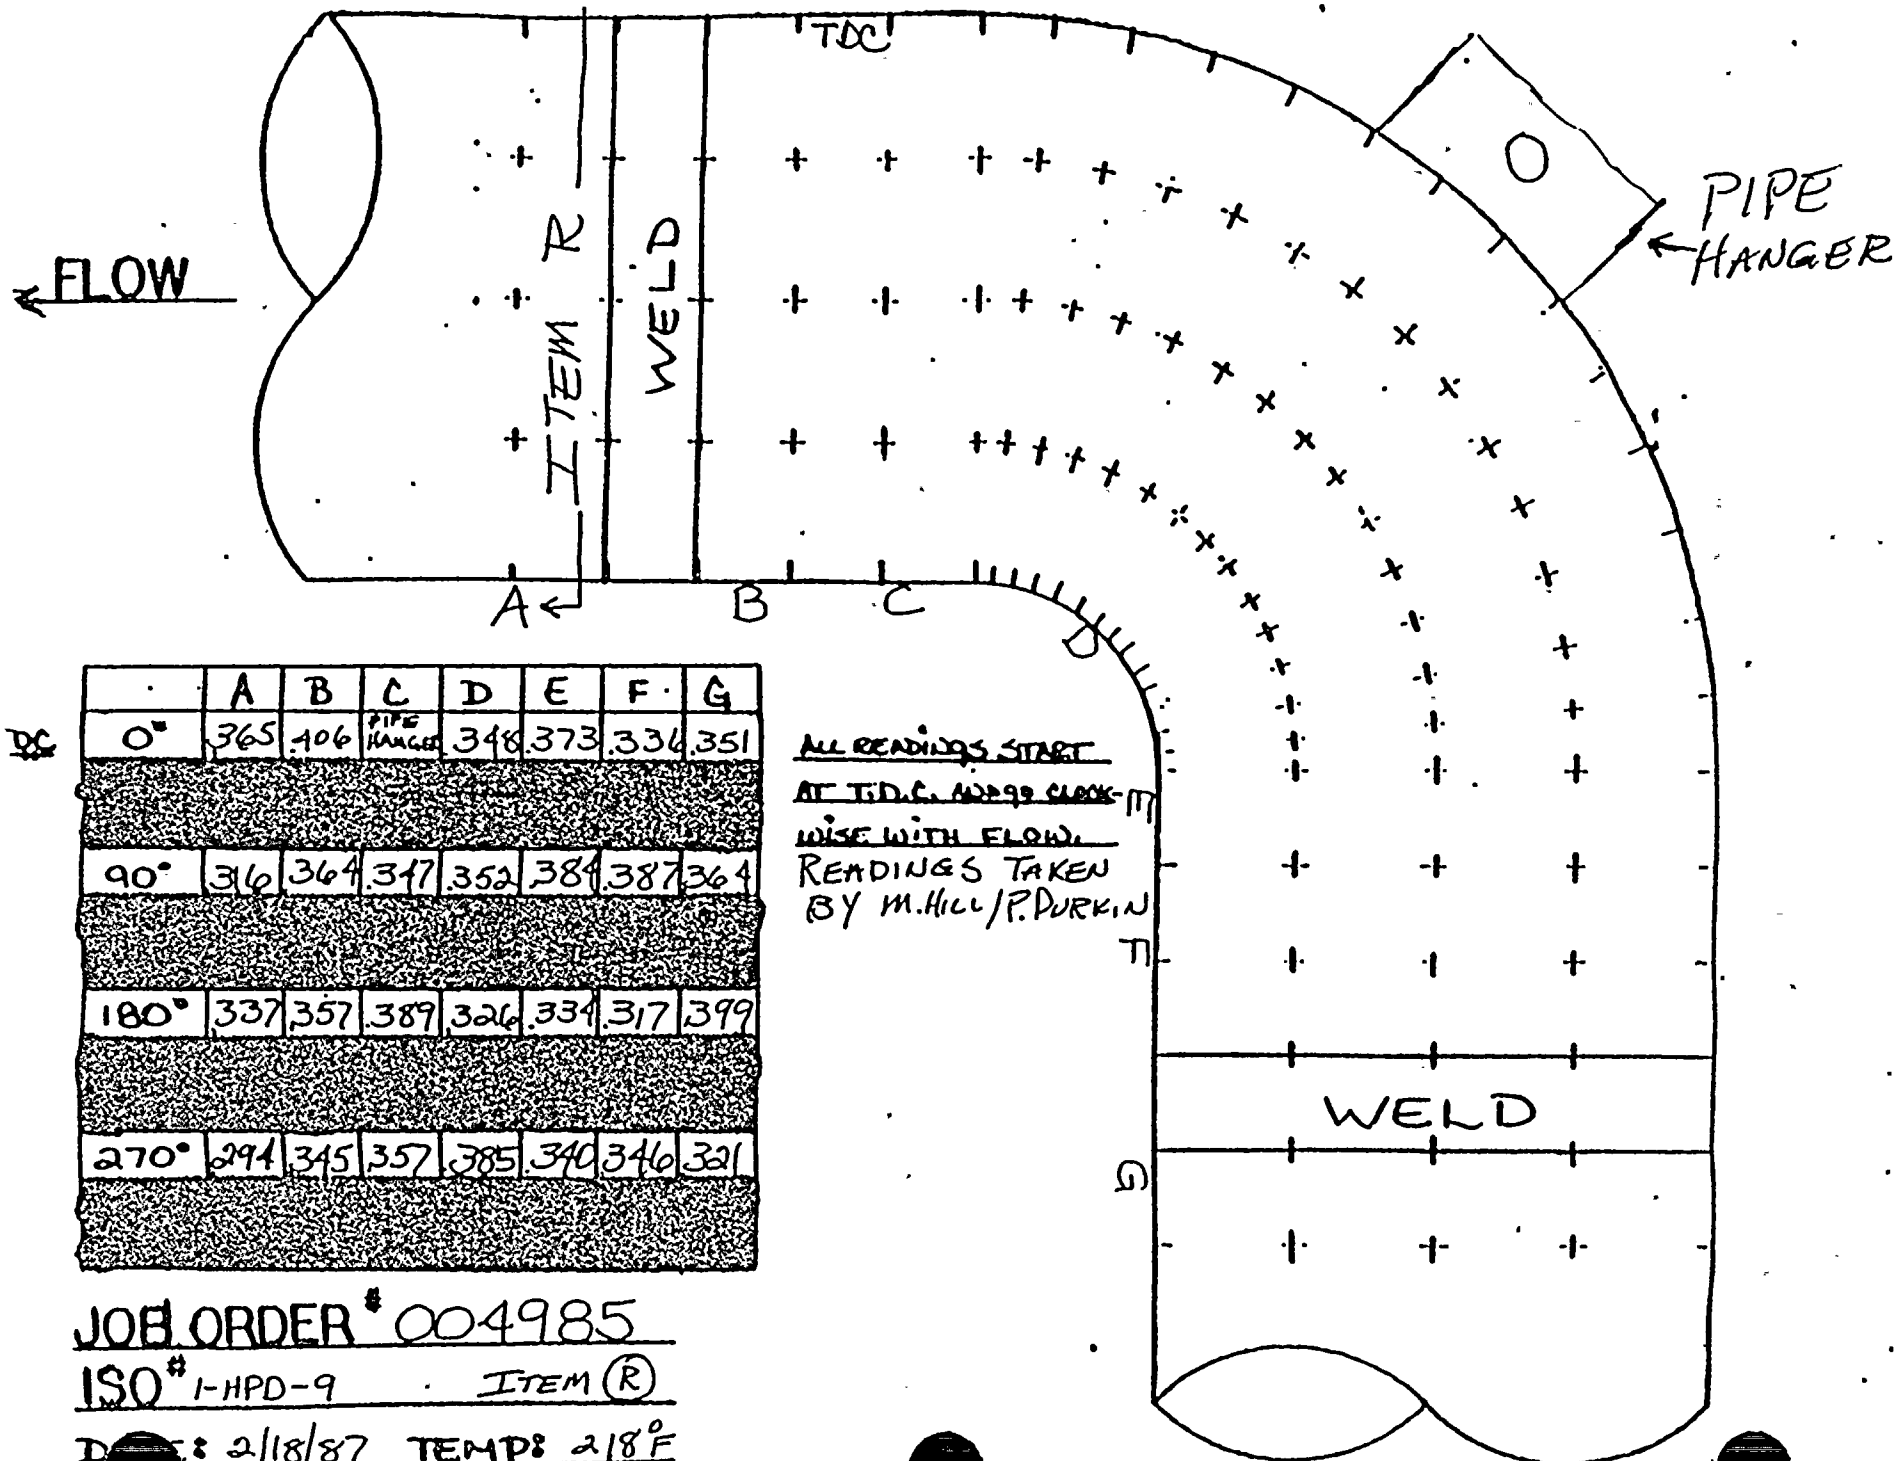 TDC
PIPE
HANGER
FLOW
ITEM R
WELD
A
B
C
D
A B C D E F G
0° .365 .406 PIPE HANGER .348 .373 .336 .351
90° .316 .364 .347 .352 .384 .387 .364
180° .337 .357 .389 .326 .334 .317 .399
270° .294 .345 .357 .385 .340 .346 .321
ALL READINGS START
AT T.D.C. AND GO CLOCK-
WISE WITH FLOW.
READINGS TAKEN
BY M.HILL/P.DURKIN
E
F
WELD
G
JOB ORDER # 004985
ISO # 1-HPD-9 ITEM R
2/18/87 TEMP: 218°F